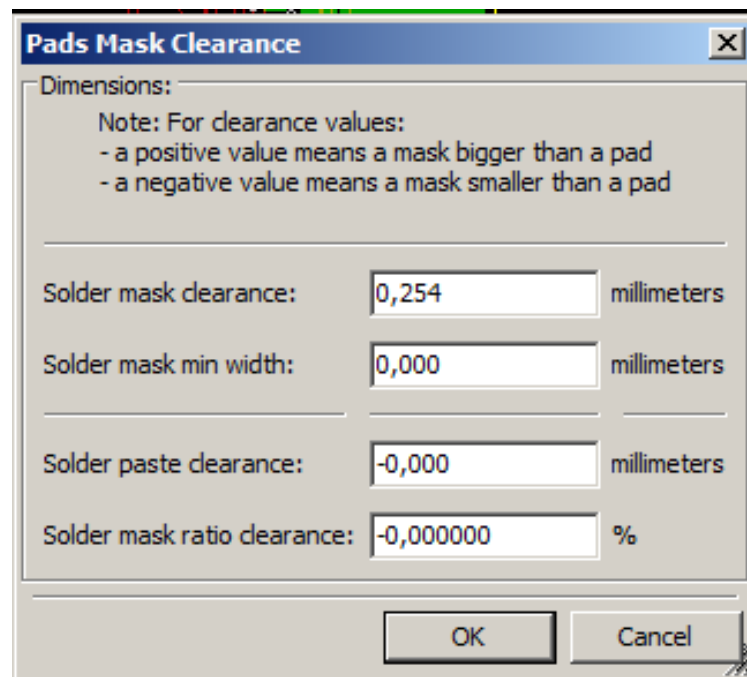 Pads Mask Clearance
Dimensions:
Note: For clearance values:
- a positive value means a mask bigger than a pad
- a negative value means a mask smaller than a pad
Solder mask clearance: 0,254 millimeters
Solder mask min width: 0,000 millimeters
Solder paste clearance: -0,000 millimeters
Solder mask ratio clearance: -0,000000 %
OK Cancel